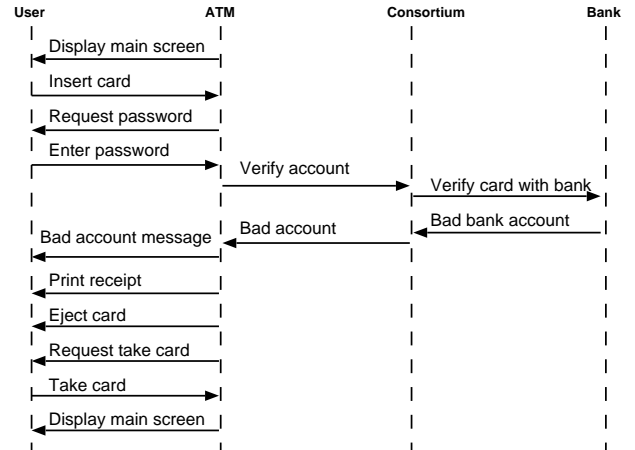 User ATM Consortium Bank
Display main screen
Insert card
Request password
Enter password
Verify account
Verify card with bank
Bad bank account
Bad account
Bad account message
Print receipt
Eject card
Request take card
Take card
Display main screen